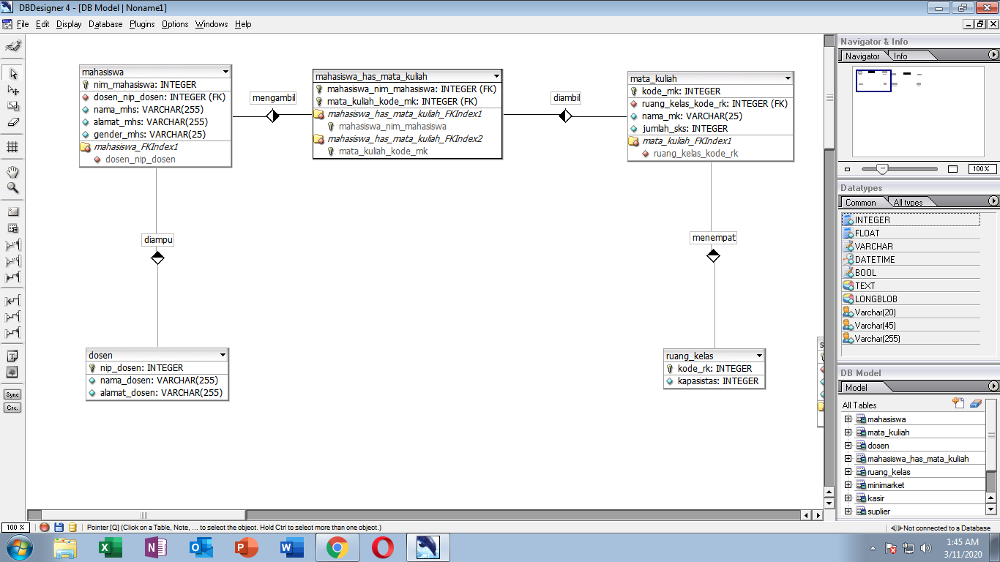 DBDesigner 4 - [DB Model | Noname1]
File Edit Display Database Plugins Options Windows Help
mahasiswa
nim_mahasiswa: INTEGER
dosen_nip_dosen: INTEGER (FK)
nama_mhs: VARCHAR(255)
alamat_mhs: VARCHAR(255)
gender_mhs: VARCHAR(25)
mahasiswa_FKIndex1
dosen_nip_dosen
mengambil
mahasiswa_has_mata_kuliah
mahasiswa_nim_mahasiswa: INTEGER (FK)
mata_kuliah_kode_mk: INTEGER (FK)
mahasiswa_has_mata_kuliah_FKIndex1
mahasiswa_nim_mahasiswa
mahasiswa_has_mata_kuliah_FKIndex2
mata_kuliah_kode_mk
diambil
mata_kuliah
kode_mk: INTEGER
ruang_kelas_kode_rk: INTEGER (FK)
nama_mk: VARCHAR(25)
jumlah_sks: INTEGER
mata_kuliah_FKIndex1
ruang_kelas_kode_rk
diampu
menempat
dosen
nip_dosen: INTEGER
nama_dosen: VARCHAR(255)
alamat_dosen: VARCHAR(255)
ruang_kelas
kode_rk: INTEGER
kapasistas: INTEGER
s
Navigator & Info
Navigator Info
100%
Datatypes
Common All types
INTEGER
FLOAT
VARCHAR
DATETIME
BOOL
TEXT
LONGBLOB
Varchar(20)
Varchar(45)
Varchar(255)
DB Model
Model
All Tables
mahasiswa
mata_kuliah
dosen
mahasiswa_has_mata_kuliah
ruang_kelas
minimarket
kasir
suplier
Sync
Crc.
100 % Pointer [Q] (Click on a Table, Note, ... to select the object. Hold Ctrl to select more than one object.) Not connected to a Database
1:45 AM
3/11/2020